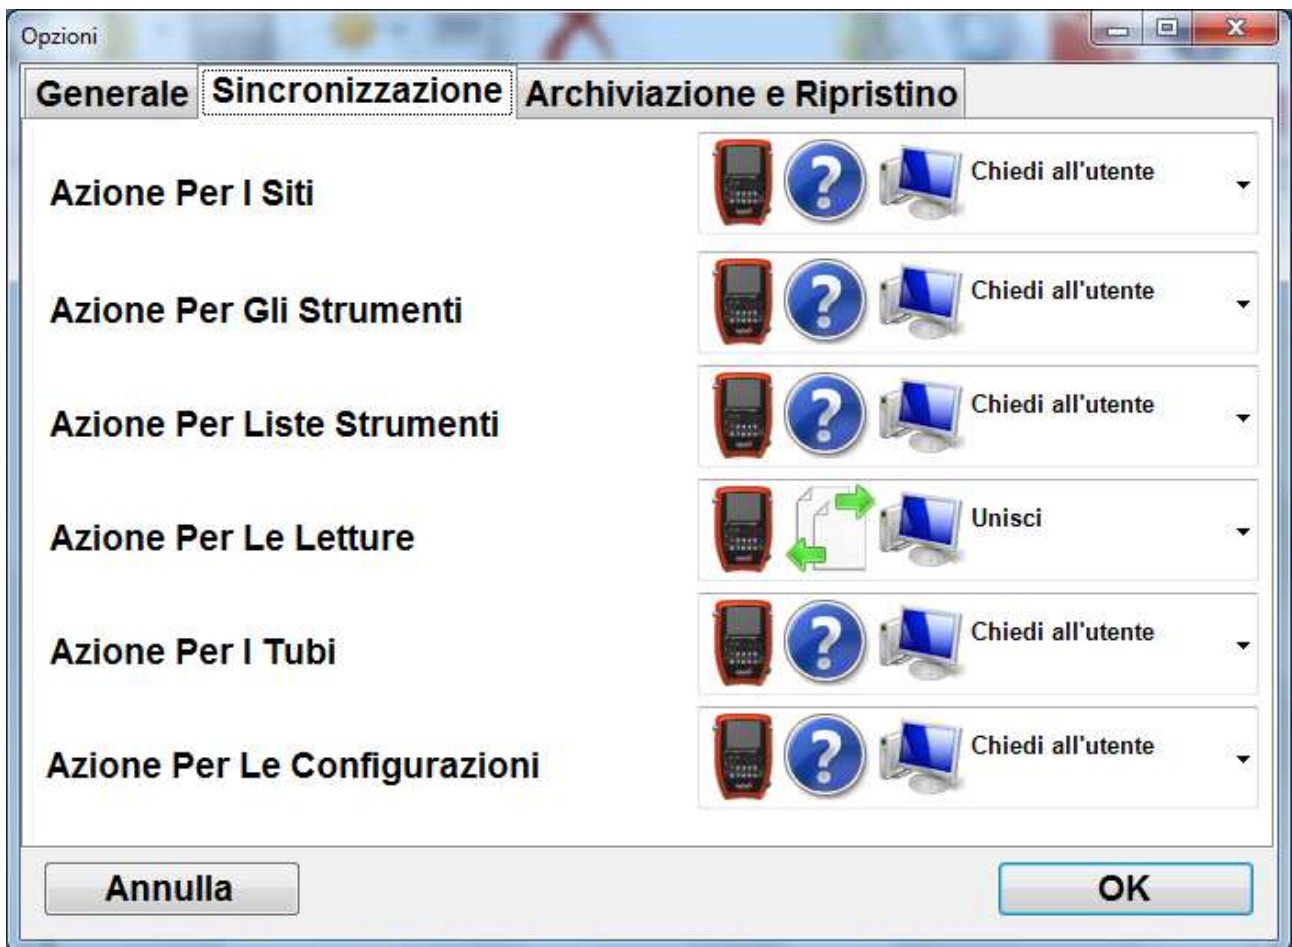 Opzioni
Generale Sincronizzazione Archiviazione e Ripristino
Azione Per I Siti Chiedi all'utente
Azione Per Gli Strumenti Chiedi all'utente
Azione Per Liste Strumenti Chiedi all'utente
Azione Per Le Letture Unisci
Azione Per I Tubi Chiedi all'utente
Azione Per Le Configurazioni Chiedi all'utente
Annulla OK